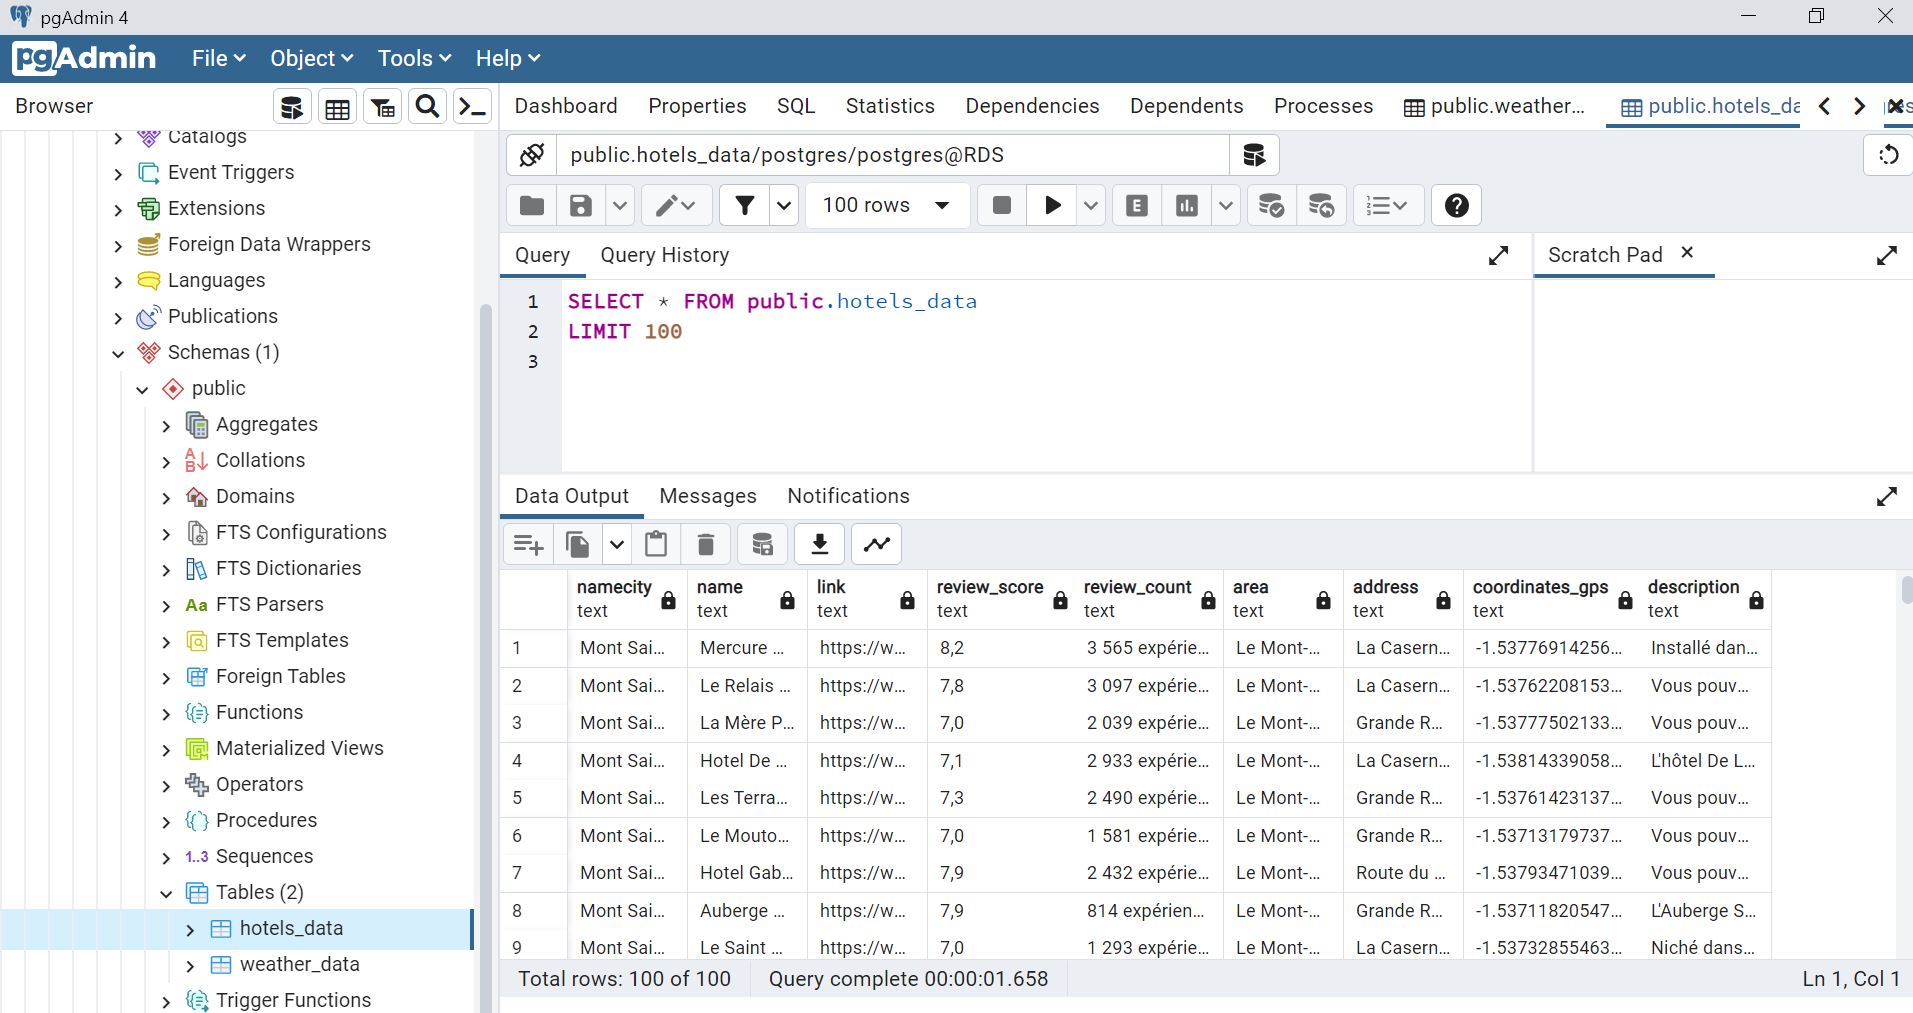 pgAdmin 4
pgAdmin File Object Tools Help
Browser
Dashboard Properties SQL Statistics Dependencies Dependents Processes public.weather... public.hotels_da
Catalogs
Event Triggers
Extensions
Foreign Data Wrappers
Languages
Publications
Schemas (1)
public
Aggregates
Collations
Domains
FTS Configurations
FTS Dictionaries
Aa FTS Parsers
FTS Templates
Foreign Tables
Functions
Materialized Views
Operators
Procedures
1..3 Sequences
Tables (2)
hotels_data
weather_data
Trigger Functions
public.hotels_data/postgres/postgres@RDS
100 rows E
Query Query History
Scratch Pad
1 SELECT * FROM public.hotels_data
2 LIMIT 100
3
Data Output Messages Notifications
namecity name link review_score review_count area address coordinates_gps description
text text text text text text text text text
1 Mont Sai... Mercure ... https://w... 8,2 3 565 expérie... Le Mont-... La Casern... -1.53776914256... Installé dan...
2 Mont Sai... Le Relais ... https://w... 7,8 3 097 expérie... Le Mont-... La Casern... -1.53762208153... Vous pouv...
3 Mont Sai... La Mère P... https://w... 7,0 2 039 expérie... Le Mont-... Grande R... -1.53777502133... Vous pouv...
4 Mont Sai... Hotel De ... https://w... 7,1 2 933 expérie... Le Mont-... La Casern... -1.53814339058... L'hôtel De L...
5 Mont Sai... Les Terra... https://w... 7,3 2 490 expérie... Le Mont-... Grande R... -1.53761423137... Vous pouv...
6 Mont Sai... Le Mouto... https://w... 7,0 1 581 expérie... Le Mont-... Grande R... -1.53713179737... Vous pouv...
7 Mont Sai... Hotel Gab... https://w... 7,9 2 432 expérie... Le Mont-... Route du ... -1.53793471039... Vous pouv...
8 Mont Sai... Auberge ... https://w... 7,9 814 expérien... Le Mont-... Grande R... -1.53711820547... L'Auberge S...
9 Mont Sai... Le Saint ... https://w... 7,0 1 293 expérie... Le Mont-... La Casern... -1.53732855463... Niché dans...
Total rows: 100 of 100 Query complete 00:00:01.658 Ln 1, Col 1